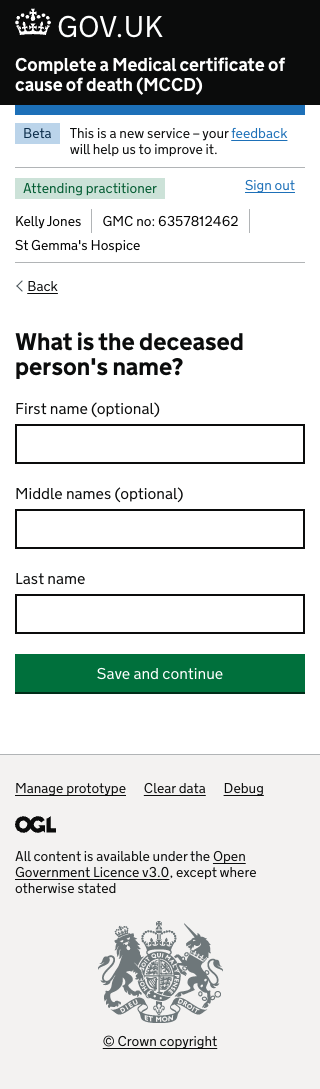 GOV.UK
Complete a Medical certificate of
cause of death (MCCD)
Beta
This is a new service – your feedback
will help us to improve it.
Attending practitioner
Sign out
Kelly Jones
GMC no: 6357812462
St Gemma's Hospice
Back
What is the deceased
person's name?
First name (optional)
Middle names (optional)
Last name
Save and continue
Manage prototype
Clear data
Debug
OGL
All content is available under the Open
Government Licence v3.0, except where
otherwise stated
DIEU ET MON DROIT
© Crown copyright